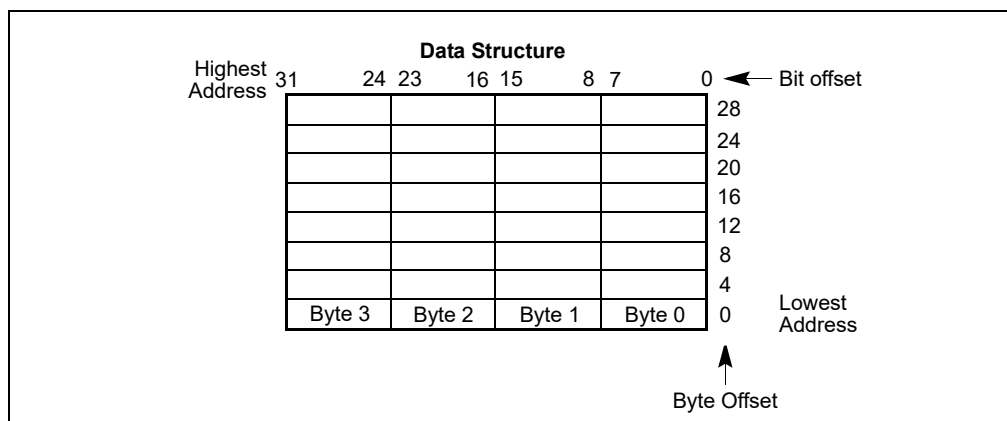 Data Structure
Highest
Address
31 24 23 16 15 8 7 0
Bit offset
28
24
20
16
12
8
4
Byte 3 Byte 2 Byte 1 Byte 0 0
Lowest
Address
Byte Offset